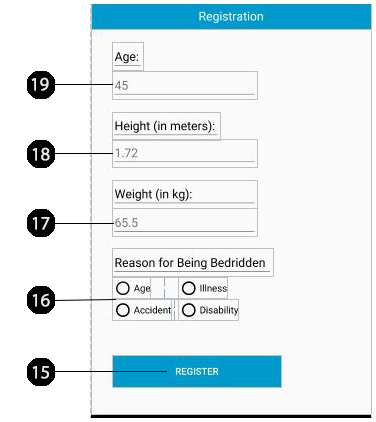 Registration
Age:
19
45
Height (in meters):
18
1.72
Weight (in kg):
17
65.5
Reason for Being Bedridden
Age Illness
16
Accident Disability
15
REGISTER